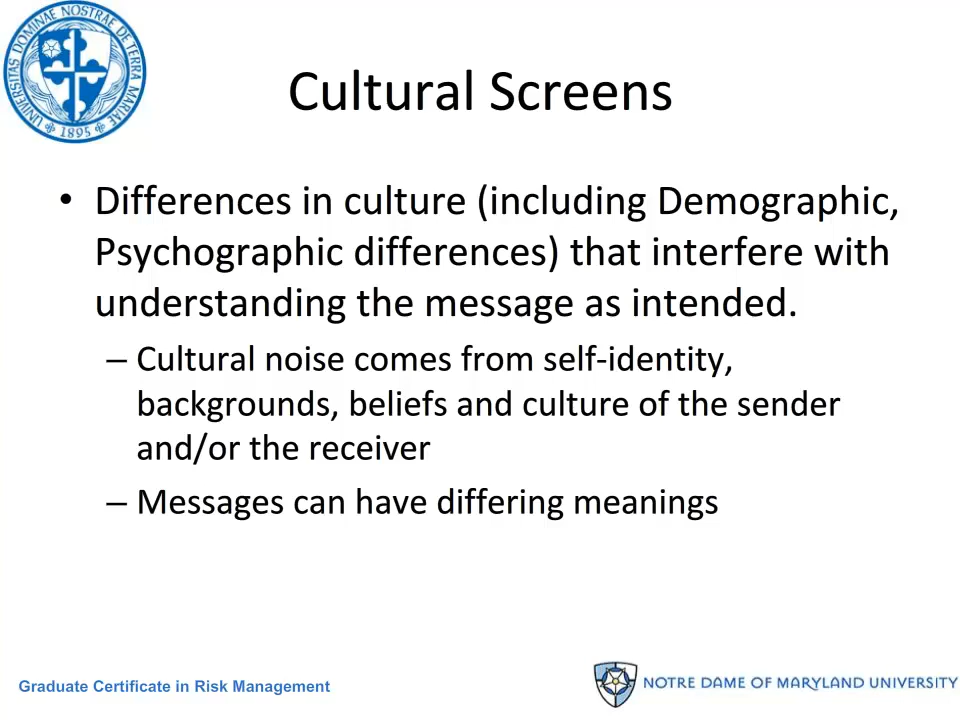 UNIVERSITAS DOMINAE NOSTRAE DE TERRA MARIAE
1895
Cultural Screens
• Differences in culture (including Demographic,
Psychographic differences) that interfere with
understanding the message as intended.
– Cultural noise comes from self-identity,
backgrounds, beliefs and culture of the sender
and/or the receiver
– Messages can have differing meanings
Graduate Certificate in Risk Management
NOTRE DAME OF MARYLAND UNIVERSITY